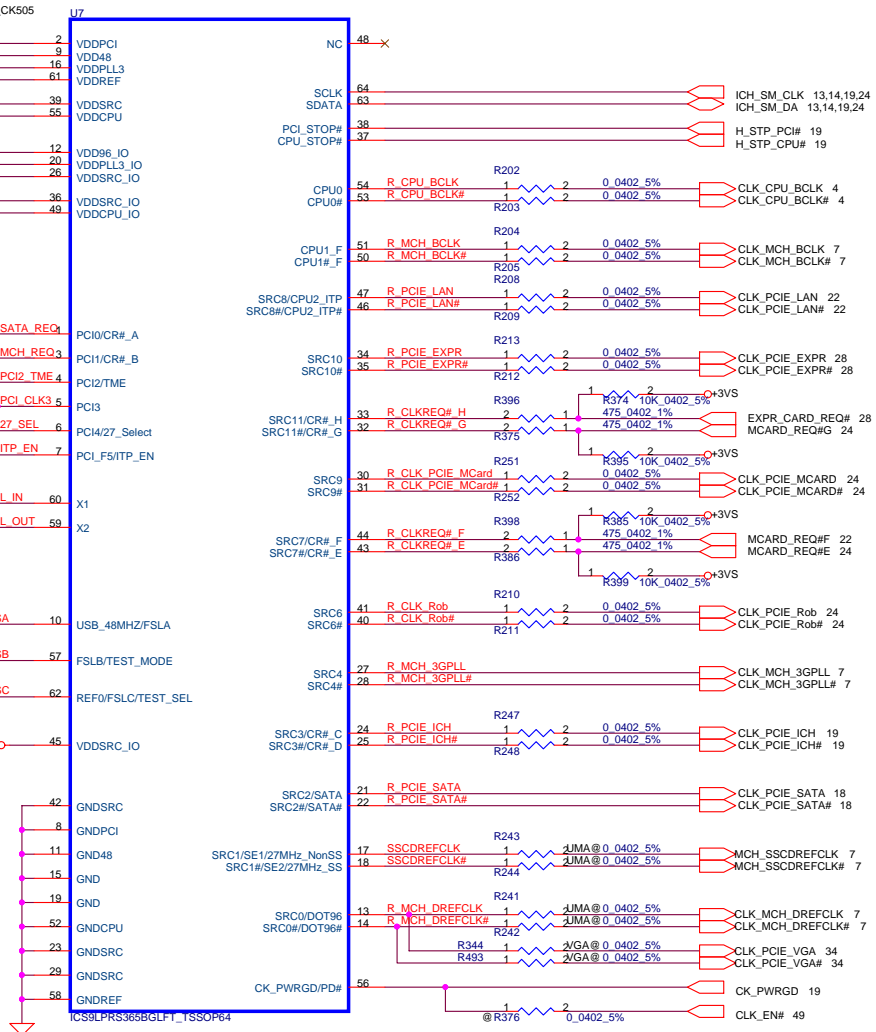 _CK505
U7
2 VDDPCI
9 VDD48
16 VDDPLL3
61 VDDREF
39 VDDSRC
55 VDDCPU
12 VDD96_IO
20 VDDPLL3_IO
26 VDDSRC_IO
36 VDDSRC_IO
49 VDDCPU_IO
SATA_REQ 1 PCI0/CR#_A
MCH_REQ 3 PCI1/CR#_B
PCI2_TME 4 PCI2/TME
PCI_CLK3 5 PCI3
27_SEL 6 PCI4/27_Select
ITP_EN 7 PCI_F5/ITP_EN
L_IN 60 X1
L_OUT 59 X2
SA 10 USB_48MHZ/FSLA
SB 57 FSLB/TEST_MODE
SC 62 REF0/FSLC/TEST_SEL
45 VDDSRC_IO
42 GNDSRC
8 GNDPCI
11 GND48
15 GND
19 GND
52 GNDCPU
23 GNDSRC
29 GNDSRC
58 GNDREF
ICS9LPRS365BGLFT_TSSOP64
NC 48
SCLK 64 ICH_SM_CLK 13,14,19,24
SDATA 63 ICH_SM_DA 13,14,19,24
PCI_STOP# 38 H_STP_PCI# 19
CPU_STOP# 37 H_STP_CPU# 19
R202
CPU0 54 R_CPU_BCLK 1 2 0_0402_5% CLK_CPU_BCLK 4
CPU0# 53 R_CPU_BCLK# 1 2 0_0402_5% CLK_CPU_BCLK# 4
R203
R204
CPU1_F 51 R_MCH_BCLK 1 2 0_0402_5% CLK_MCH_BCLK 7
CPU1#_F 50 R_MCH_BCLK# 1 2 0_0402_5% CLK_MCH_BCLK# 7
R205
R208
SRC8/CPU2_ITP 47 R_PCIE_LAN 1 2 0_0402_5% CLK_PCIE_LAN 22
SRC8#/CPU2_ITP# 46 R_PCIE_LAN# 1 2 0_0402_5% CLK_PCIE_LAN# 22
R209
R213
SRC10 34 R_PCIE_EXPR 1 2 0_0402_5% CLK_PCIE_EXPR 28
SRC10# 35 R_PCIE_EXPR# 1 2 0_0402_5% CLK_PCIE_EXPR# 28
R212
1 2 +3VS
R396 R374 10K_0402_5%
SRC11/CR#_H 33 R_CLKREQ#_H 2 1 475_0402_1% EXPR_CARD_REQ# 28
SRC11#/CR#_G 32 R_CLKREQ#_G 2 1 475_0402_1% MCARD_REQ#G 24
R375
1 2 +3VS
R251 R395 10K_0402_5%
SRC9 30 R_CLK_PCIE_MCard 1 2 0_0402_5% CLK_PCIE_MCARD 24
SRC9# 31 R_CLK_PCIE_MCard# 1 2 0_0402_5% CLK_PCIE_MCARD# 24
R252
1 2 +3VS
R398 R385 10K_0402_5%
SRC7/CR#_F 44 R_CLKREQ#_F 2 1 475_0402_1% MCARD_REQ#F 22
SRC7#/CR#_E 43 R_CLKREQ#_E 2 1 475_0402_1% MCARD_REQ#E 24
R386
1 2 +3VS
R399 10K_0402_5%
R210
SRC6 41 R_CLK_Rob 1 2 0_0402_5% CLK_PCIE_Rob 24
SRC6# 40 R_CLK_Rob# 1 2 0_0402_5% CLK_PCIE_Rob# 24
R211
SRC4 27 R_MCH_3GPLL CLK_MCH_3GPLL 7
SRC4# 28 R_MCH_3GPLL# CLK_MCH_3GPLL# 7
R247
SRC3/CR#_C 24 R_PCIE_ICH 1 2 0_0402_5% CLK_PCIE_ICH 19
SRC3#/CR#_D 25 R_PCIE_ICH# 1 2 0_0402_5% CLK_PCIE_ICH# 19
R248
SRC2/SATA 21 R_PCIE_SATA CLK_PCIE_SATA 18
SRC2#/SATA# 22 R_PCIE_SATA# CLK_PCIE_SATA# 18
R243
SRC1/SE1/27MHz_NonSS 17 SSCDREFCLK 1 2 UMA@ 0_0402_5% MCH_SSCDREFCLK 7
SRC1#/SE2/27MHz_SS 18 SSCDREFCLK# 1 2 UMA@ 0_0402_5% MCH_SSCDREFCLK# 7
R244
R241
SRC0/DOT96 13 R_MCH_DREFCLK 1 2 UMA@ 0_0402_5% CLK_MCH_DREFCLK 7
SRC0#/DOT96# 14 R_MCH_DREFCLK# 1 2 UMA@ 0_0402_5% CLK_MCH_DREFCLK# 7
R242
R344 1 2 VGA@ 0_0402_5% CLK_PCIE_VGA 34
R493 1 2 VGA@ 0_0402_5% CLK_PCIE_VGA# 34
CK_PWRGD/PD# 56 CK_PWRGD 19
1 2 CLK_EN# 49
@R376 0_0402_5%